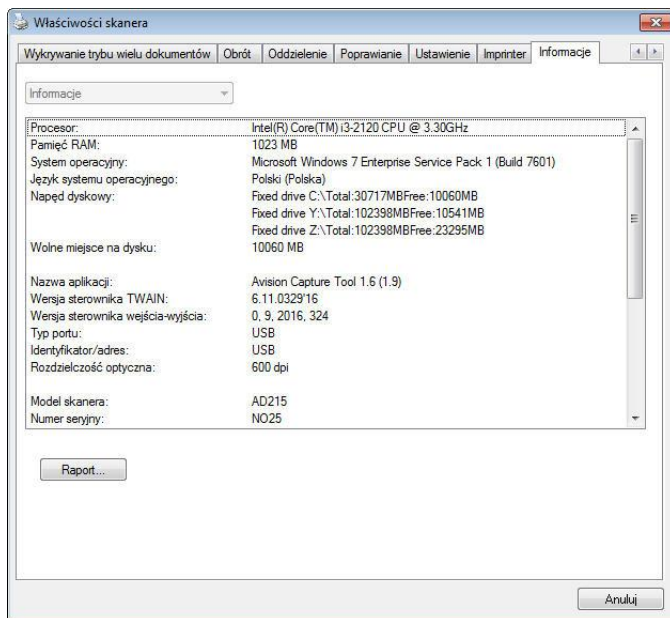 Właściwości skanera
Wykrywanie trybu wielu dokumentów Obrót Oddzielenie Poprawianie Ustawienie Imprinter Informacje
Informacje
Procesor: Intel(R) Core(TM) i3-2120 CPU @ 3.30GHz
Pamięć RAM: 1023 MB
System operacyjny: Microsoft Windows 7 Enterprise Service Pack 1 (Build 7601)
Język systemu operacyjnego: Polski (Polska)
Napęd dyskowy: Fixed drive C:\Total:30717MBFree:10060MB
Fixed drive Y:\Total:102398MBFree:10541MB
Fixed drive Z:\Total:102398MBFree:23295MB
Wolne miejsce na dysku: 10060 MB
Nazwa aplikacji: Avision Capture Tool 1.6 (1.9)
Wersja sterownika TWAIN: 6.11.0329'16
Wersja sterownika wejścia-wyjścia: 0, 9, 2016, 324
Typ portu: USB
Identyfikator/adres: USB
Rozdzielczość optyczna: 600 dpi
Model skanera: AD215
Numer seryjny: NO25
Raport...
Anuluj